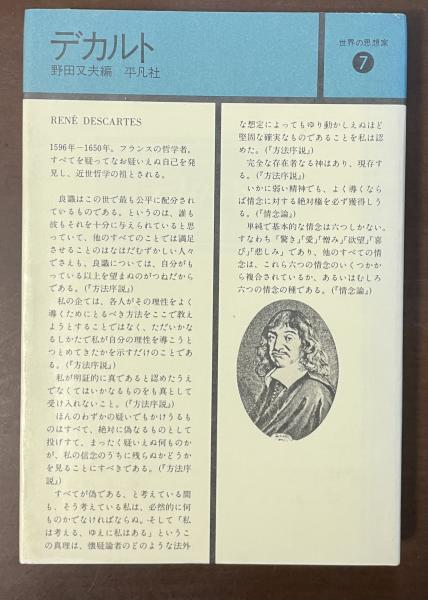 デカルト
野田又夫編 平凡社
世界の思想家
7
RENÉ DESCARTES
1596年－1650年。フランスの哲学者。
すべてを疑ってなお疑いえぬ自己を発
見し、近世哲学の祖とされる。
良識はこの世で最も公平に配分され
ているものである。というのは、誰も
彼もそれを十分に与えられていると思
っていて、他のすべてのことでは満足
させることのはなはだむずかしい人々
でさえも、良識については、自分がも
っている以上を望まぬのがつねだから
である。(『方法序説』)
私の企ては、各人がその理性をよく
導くためにとるべき方法をここで教え
ようとすることではなく、ただいかな
るしかたで私が自分の理性を導こうと
つとめてきたかを示すだけのことであ
る。(『方法序説』)
私が明証的に真であると認めたうえ
でなくてはいかなるものをも真として
受け入れないこと。(『方法序説』)
ほんのわずかの疑いでもかけうるも
のはすべて、絶対に偽なるものとして
投げすて、まったく疑いえぬ何ものか
が、私の信念のうちに残らぬかどうか
を見ることにすべきである。(『方法序
説』)
すべてが偽である、と考えている間
も、そう考えている私は、必然的に何
ものかでなければならぬ。そして「私
は考える、ゆえに私はある」というこ
の真理は、懐疑論者のどのような法外
な想定によってもゆり動かしえぬほど
堅固な確実なものであることを私は認
めた。(『方法序説』)
完全な存在者なる神はあり、現存す
る。(『方法序説』)
いかに弱い精神でも、よく導くなら
ば情念に対する絶対権を必ず獲得しう
る。(『情念論』)
単純で基本的な情念は六つしかない。
すなわち「驚き」「愛」「憎み」「欲望」「喜
び」「悲しみ」であり、他のすべての情
念は、これら六つの情念のいくつかか
ら複合されているか、あるいはむしろ
六つの情念の種である。(『情念論』)